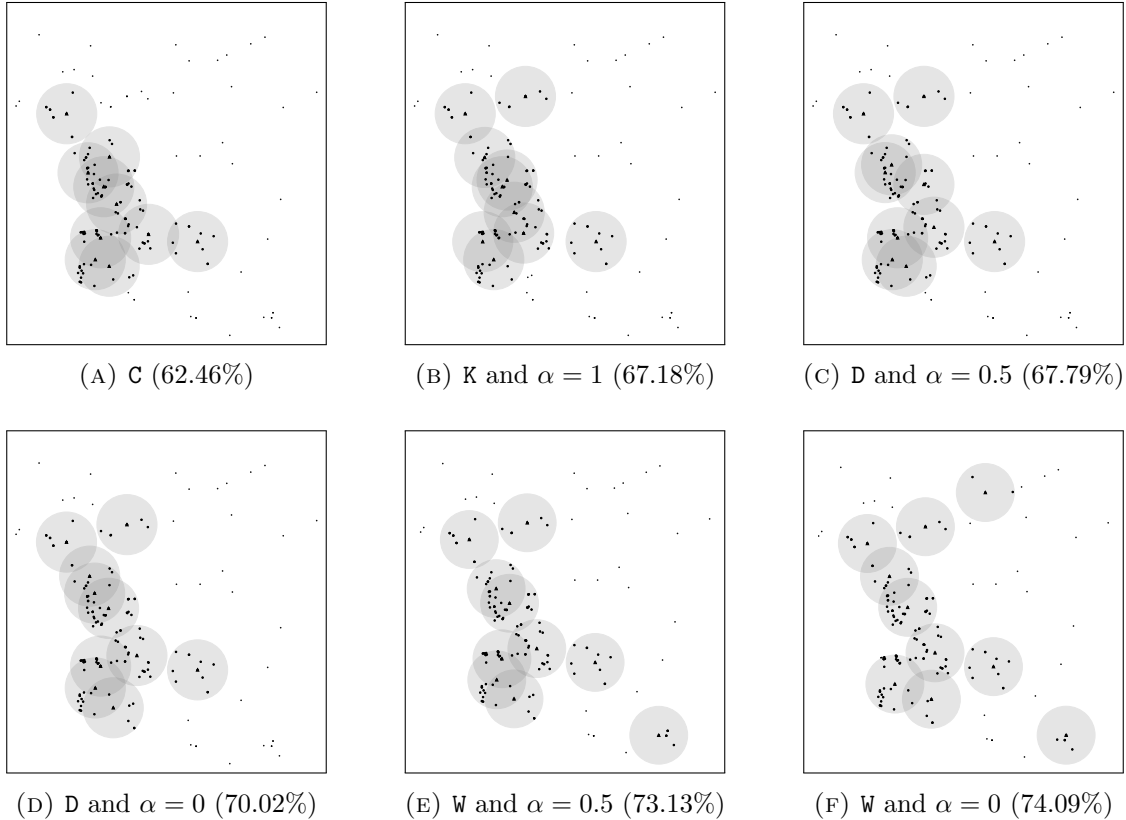 (A) C (62.46%)
(B) K and α = 1 (67.18%)
(C) D and α = 0.5 (67.79%)
(D) D and α = 0 (70.02%)
(E) W and α = 0.5 (73.13%)
(F) W and α = 0 (74.09%)